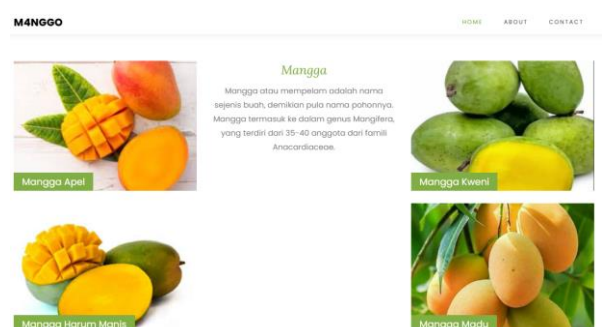 M4NGGO
HOME ABOUT CONTACT
Mangga
Mangga atau mempelam adalah nama
sejenis buah, demikian pula nama pohonnya.
Mangga termasuk ke dalam genus Mangifera,
yang terdiri dari 35-40 anggota dari famili
Anacardiaceae.
Mangga Apel
Mangga Kweni
Mangga Harum Manis
Mangga Madu